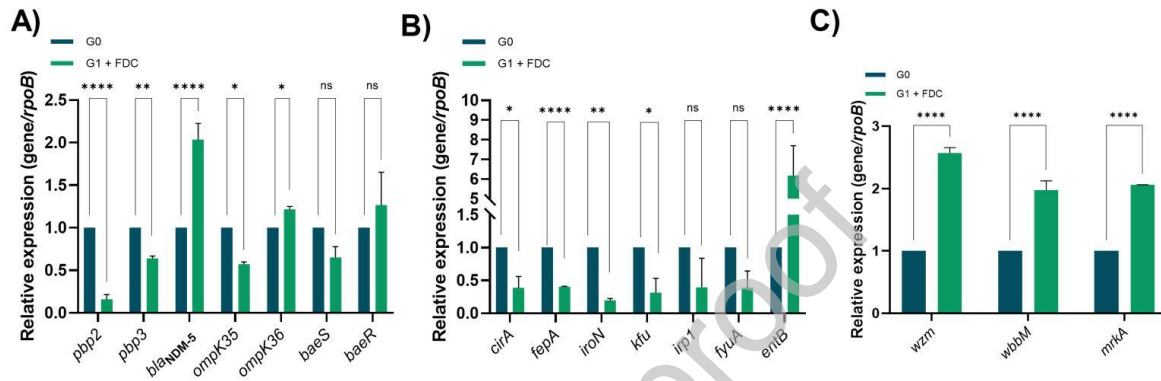 A)
G0
G1 + FDC
Relative expression (gene/rpoB)
2.5
2.0
1.5
1.0
0.5
0.0
**** ** **** * * ns ns
pbp2 pbp3 blaNDM-5 ompK35 ompK36 baeS baeR
B)
G0
G1 + FDC
Relative expression (gene/rpoB)
10
9
8
7
6
5
1.5
1.0
0.5
0.0
* **** ** * ns ns ****
cirA fepA iroN kfu irp1 fyuA entB
C)
G0
G1 + FDC
Relative expression (gene/rpoB)
3
2
1
0
**** **** ****
wzm wbbM mrkA
proof